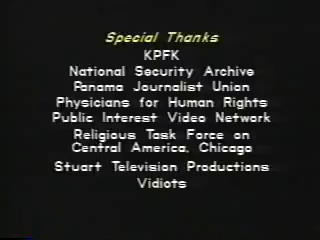 Special Thanks
KPFK
National Security Archive
Panama Journalist Union
Physicians for Human Rights
Public Interest Video Network
Religious Task Force on
Central America, Chicago
Stuart Television Productions
Vidiots